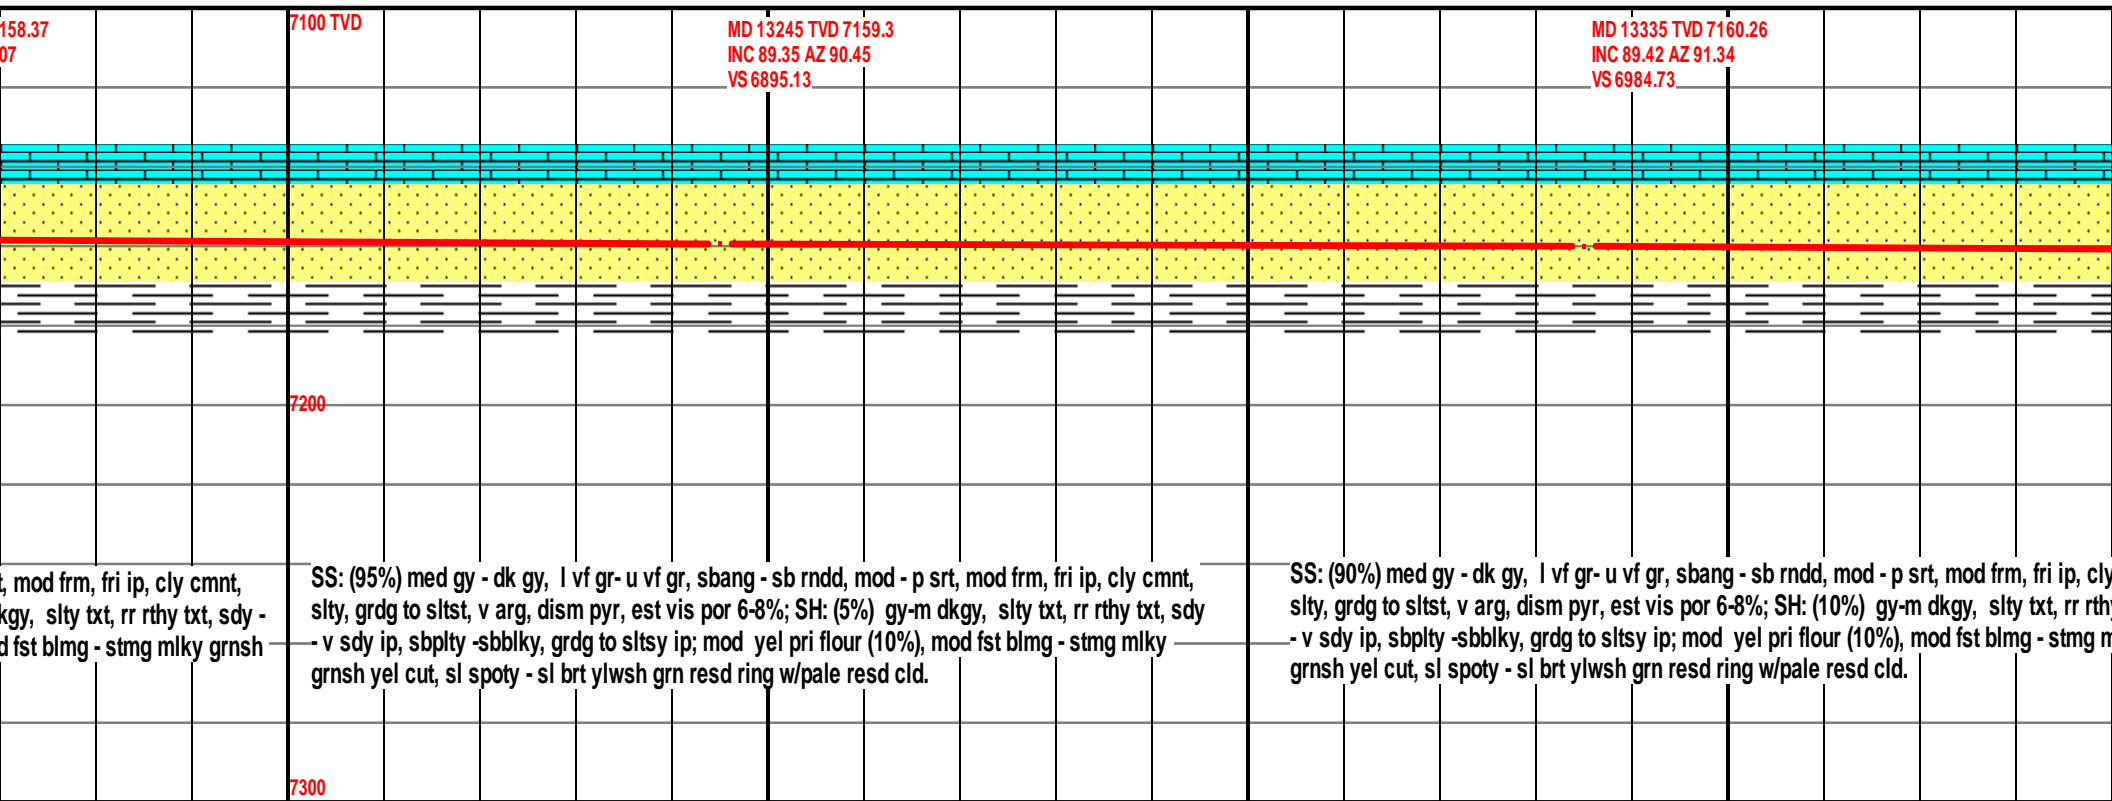 158.37
07
7100 TVD
MD 13245 TVD 7159.3
INC 89.35 AZ 90.45
VS 6895.13
MD 13335 TVD 7160.26
INC 89.42 AZ 91.34
VS 6984.73
7200
t, mod frm, fri ip, cly cmnt,
kgy, slty txt, rr rthy txt, sdy -
d fst blmg - stmg mlky grnsh
SS: (95%) med gy - dk gy, l vf gr- u vf gr, sbang - sb rndd, mod - p srt, mod frm, fri ip, cly cmnt,
slty, grdg to sltst, v arg, dism pyr, est vis por 6-8%; SH: (5%) gy-m dkgy, slty txt, rr rthy txt, sdy
- v sdy ip, sbplty -sbblky, grdg to sltsy ip; mod yel pri flour (10%), mod fst blmg - stmg mlky
grnsh yel cut, sl spoty - sl brt ylwsh grn resd ring w/pale resd cld.
SS: (90%) med gy - dk gy, l vf gr- u vf gr, sbang - sb rndd, mod - p srt, mod frm, fri ip, cly
slty, grdg to sltst, v arg, dism pyr, est vis por 6-8%; SH: (10%) gy-m dkgy, slty txt, rr rthy
- v sdy ip, sbplty -sbblky, grdg to sltsy ip; mod yel pri flour (10%), mod fst blmg - stmg m
grnsh yel cut, sl spoty - sl brt ylwsh grn resd ring w/pale resd cld.
7300